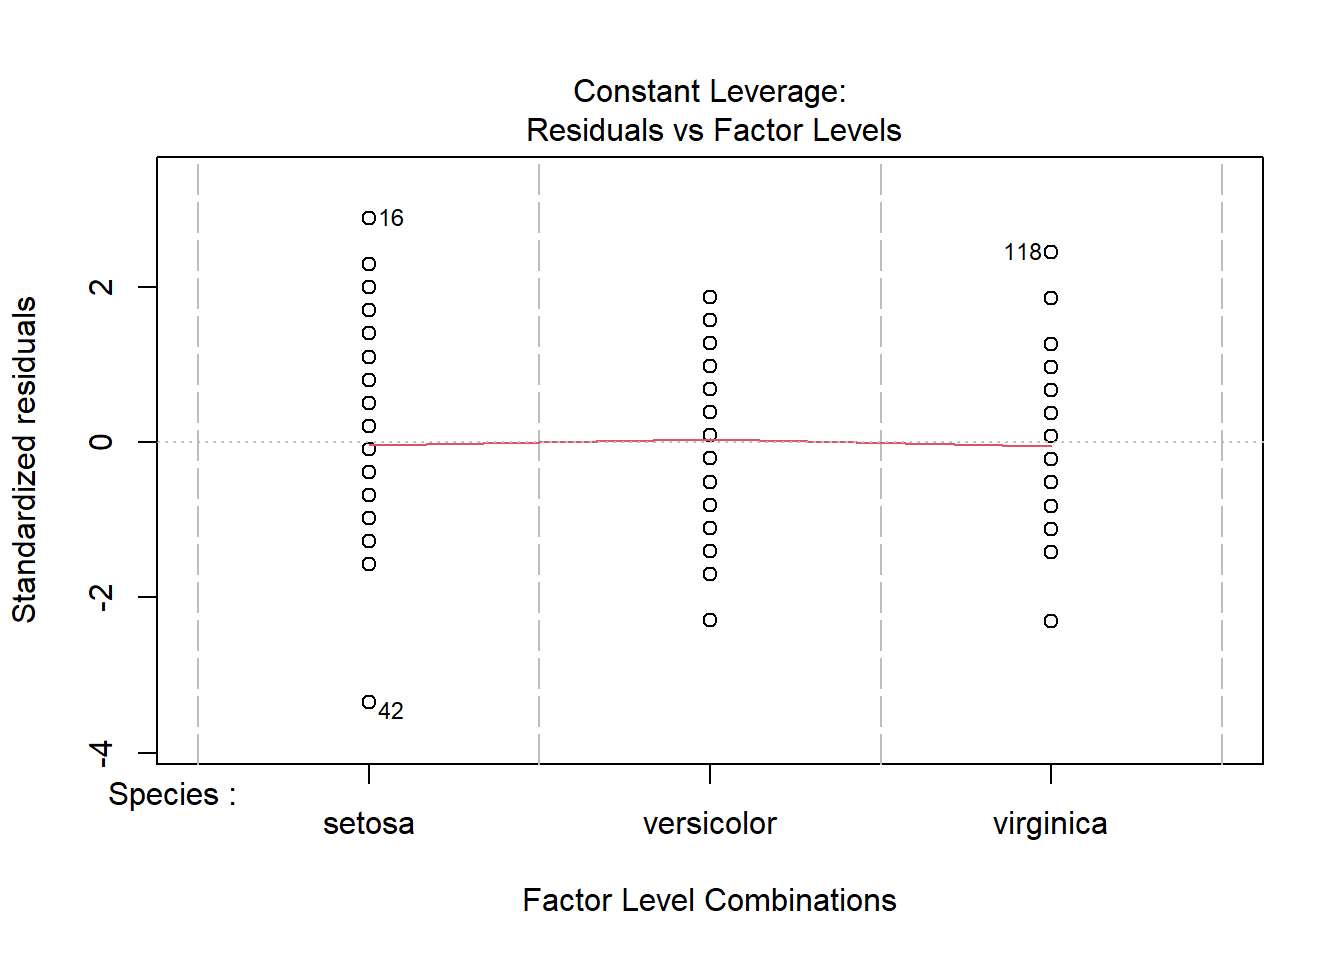 Constant Leverage:
Residuals vs Factor Levels
Standardized residuals
2
0
-2
-4
16
118
42
Species :
setosa versicolor virginica
Factor Level Combinations